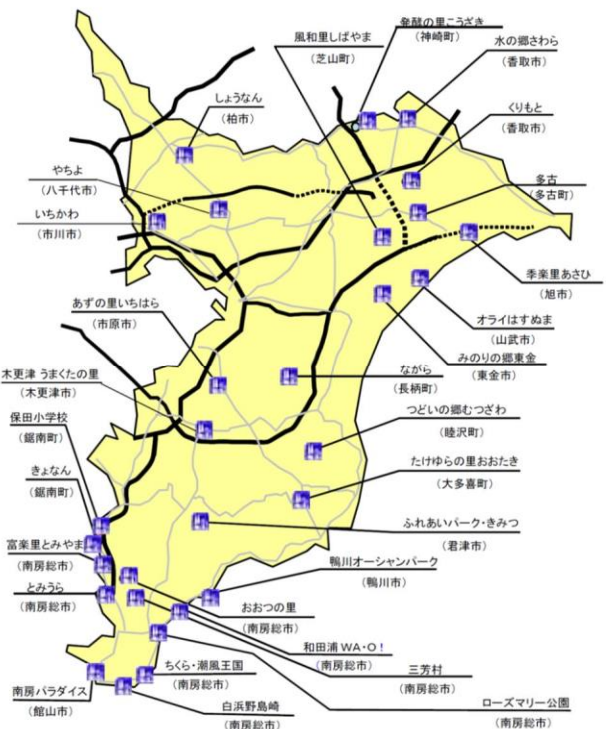 発酵の里こうざき
（神崎町）
風和里しばやま
（芝山町）
水の郷さわら
（香取市）
しょうなん
（柏市）
くりもと
（香取市）
やちよ
（八千代市）
多古
（多古町）
いちかわ
（市川市）
季楽里あさひ
（旭市）
あずの里いちはら
（市原市）
オライはすぬま
（山武市）
みのりの郷東金
（東金市）
木更津 うまくたの里
（木更津市）
ながら
（長柄町）
保田小学校
（鋸南町）
つどいの郷むつざわ
（睦沢町）
きょなん
（鋸南町）
たけゆらの里おおたき
（大多喜町）
ふれあいパーク・きみつ
（君津市）
富楽里とみやま
（南房総市）
鴨川オーシャンパーク
（鴨川市）
とみうら
（南房総市）
おおつの里
（南房総市）
和田浦WA・O！
（南房総市）
三芳村
（南房総市）
ちくら・潮風王国
（南房総市）
南房パラダイス
（館山市）
ローズマリー公園
（南房総市）
白浜野島崎
（南房総市）